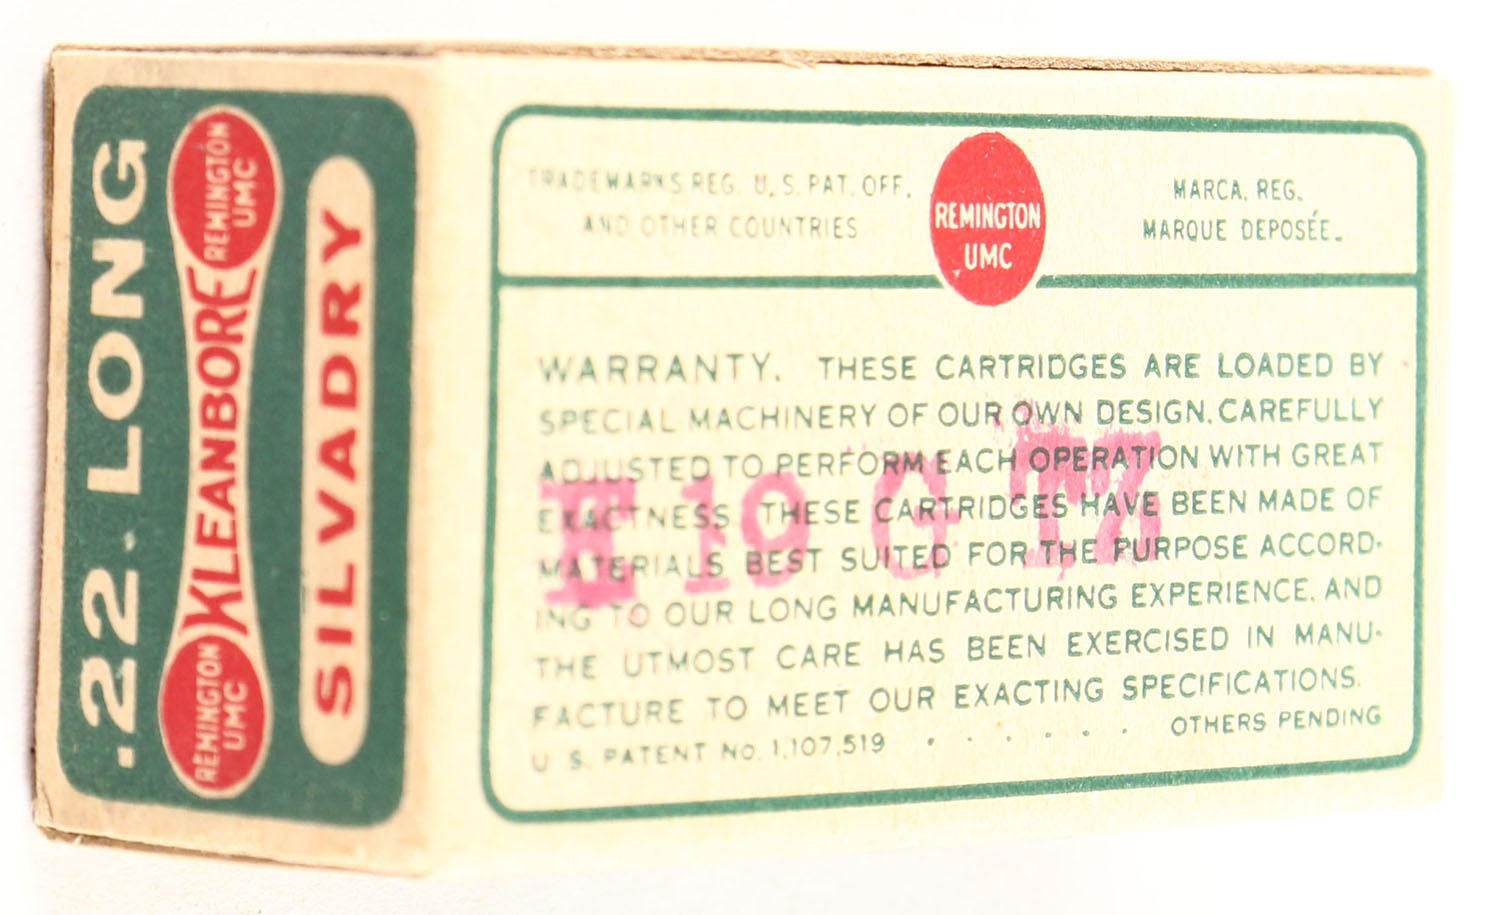 .22 LONG
REMINGTON
UMC
KLEANBORE
REMINGTON
UMC
SILVADRY
TRADEMARKS REG. U.S. PAT. OFF.
AND OTHER COUNTRIES
REMINGTON
UMC
MARCA. REG.
MARQUE DEPOSÉE.
WARRANTY. THESE CARTRIDGES ARE LOADED BY
SPECIAL MACHINERY OF OUR OWN DESIGN. CAREFULLY
ADJUSTED TO PERFORM EACH OPERATION WITH GREAT
EXACTNESS. THESE CARTRIDGES HAVE BEEN MADE OF
MATERIALS BEST SUITED FOR THE PURPOSE ACCORD-
ING TO OUR LONG MANUFACTURING EXPERIENCE. AND
THE UTMOST CARE HAS BEEN EXERCISED IN MANU-
FACTURE TO MEET OUR EXACTING SPECIFICATIONS.
U.S. PATENT NO. 1,107,519 . . . . . . OTHERS PENDING